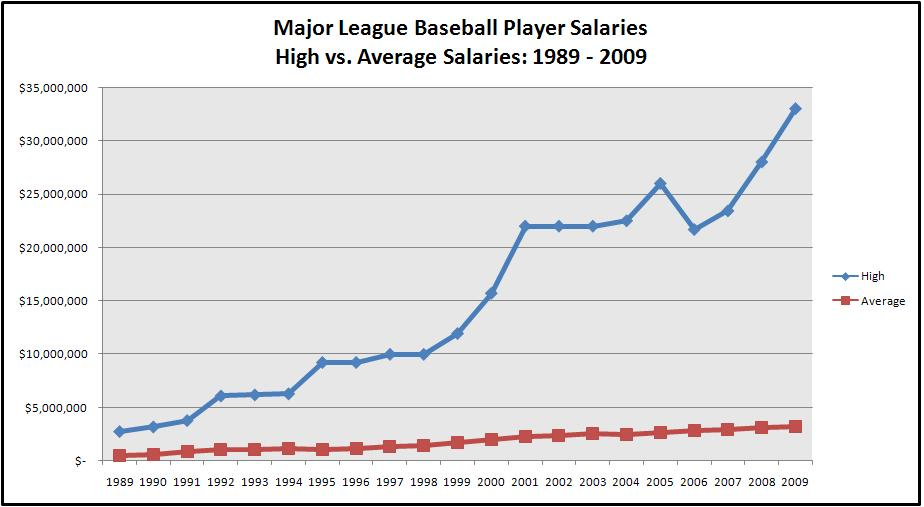 Major League Baseball Player Salaries
High vs. Average Salaries: 1989 - 2009
$35,000,000
$30,000,000
$25,000,000
$20,000,000
$15,000,000
$10,000,000
$5,000,000
$-
1989 1990 1991 1992 1993 1994 1995 1996 1997 1998 1999 2000 2001 2002 2003 2004 2005 2006 2007 2008 2009
High
Average